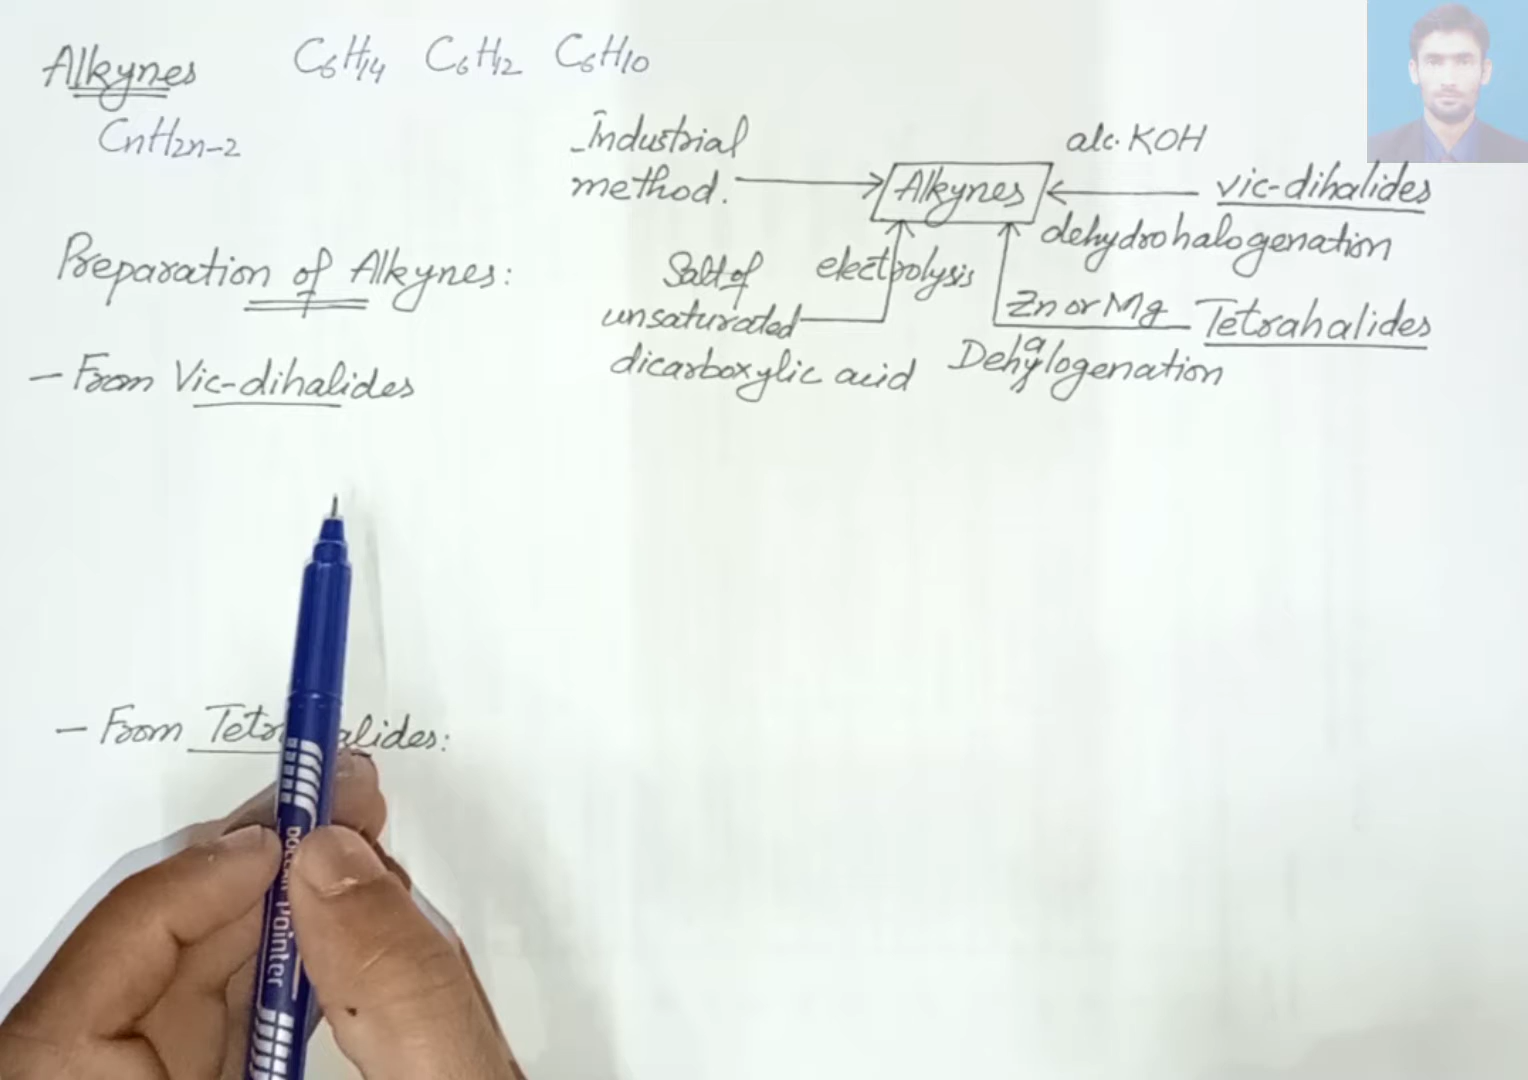 Alkynes C6H14 C6H12 C6H10
CnH2n-2
Industrial
method.
Alkynes
alc. KOH
vic-dihalides
dehydrohalogenation
Preparation of Alkynes:
Salt of
unsaturated
dicarboxylic acid
electrolysis
Zn or Mg
Tetrahalides
Dehalogenation
- From Vic-dihalides
- From Tetrahalides:
DOLLAR Pointer